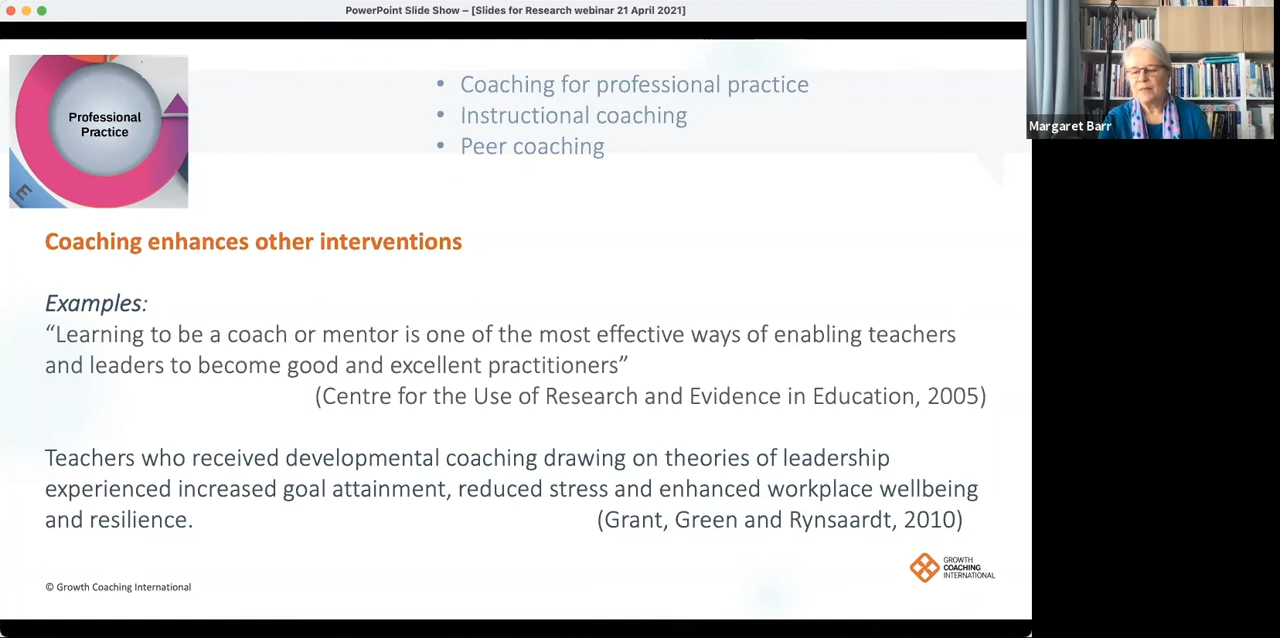 PowerPoint Slide Show – [Slides for Research webinar 21 April 2021]
Margaret Barr
Professional
Practice
E
• Coaching for professional practice
• Instructional coaching
• Peer coaching
Coaching enhances other interventions
Examples:
“Learning to be a coach or mentor is one of the most effective ways of enabling teachers
and leaders to become good and excellent practitioners”
(Centre for the Use of Research and Evidence in Education, 2005)
Teachers who received developmental coaching drawing on theories of leadership
experienced increased goal attainment, reduced stress and enhanced workplace wellbeing
and resilience. (Grant, Green and Rynsaardt, 2010)
GROWTH
COACHING
INTERNATIONAL
© Growth Coaching International